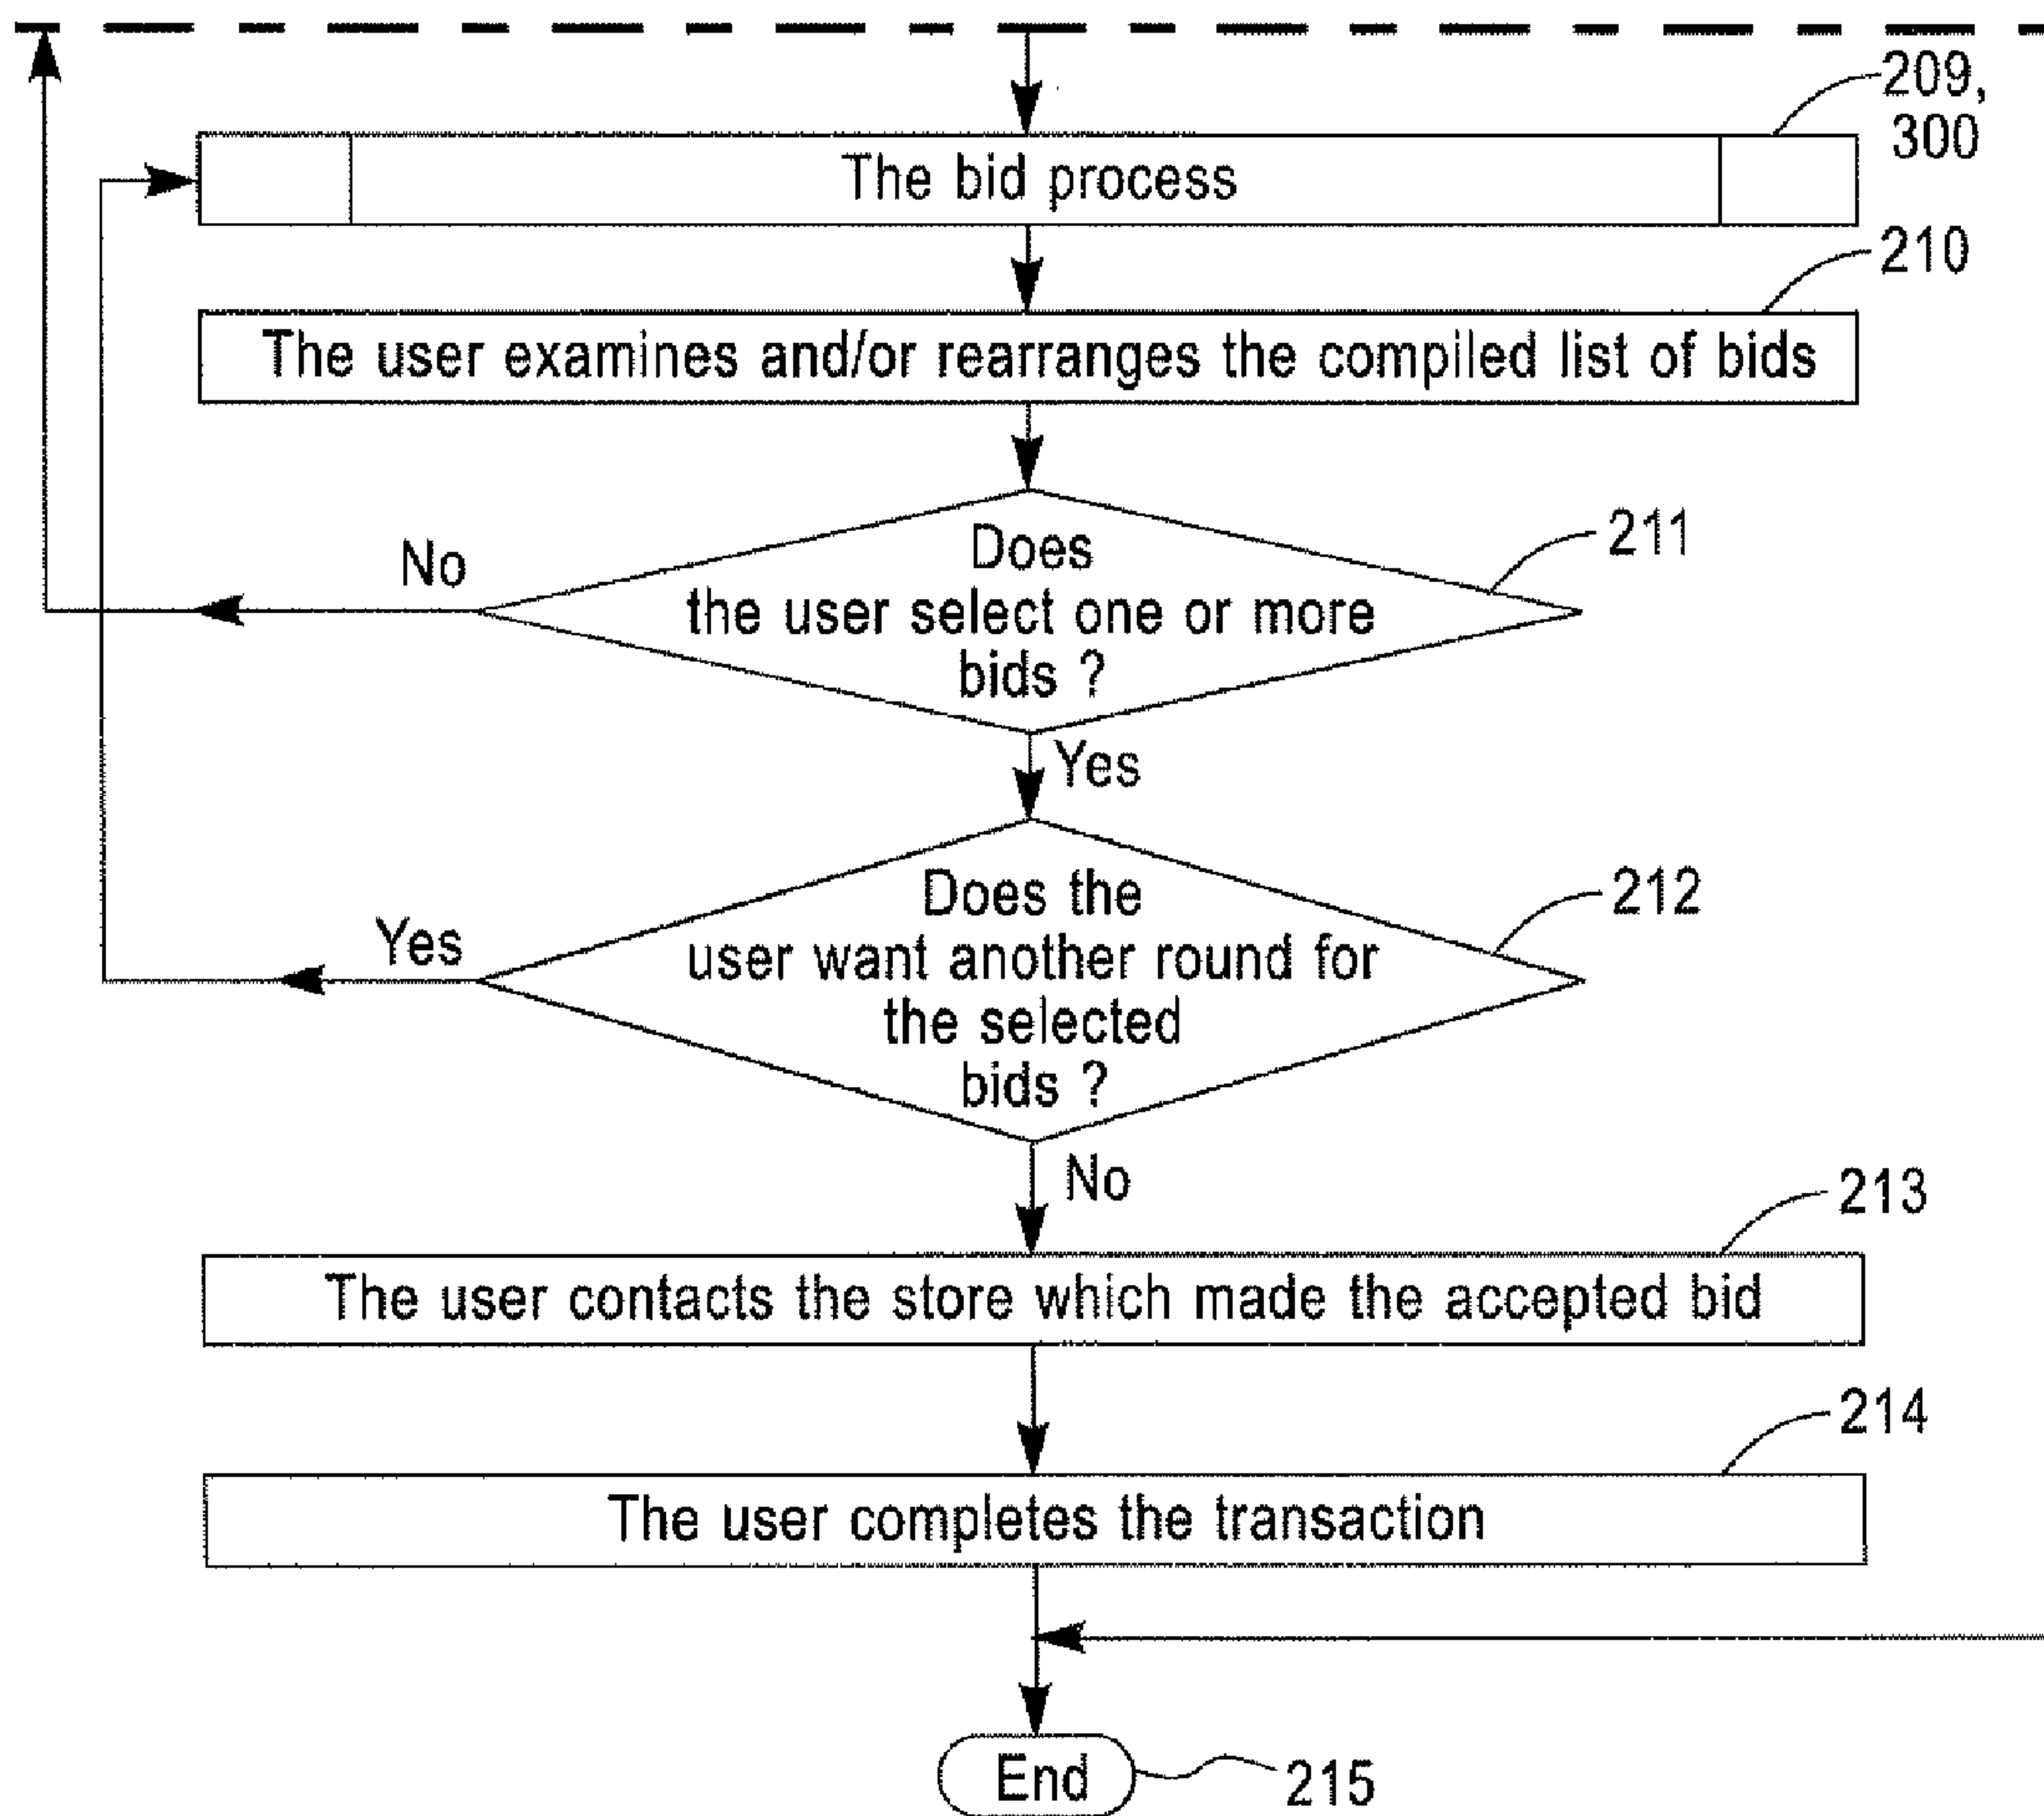 209,
300
The bid process
210
The user examines and/or rearranges the compiled list of bids
211
No
Does
the user select one or more
bids ?
Yes
212
Does the
Yes
user want another round for
the selected
bids ?
No
213
The user contacts the store which made the accepted bid
214
The user completes the transaction
End
215